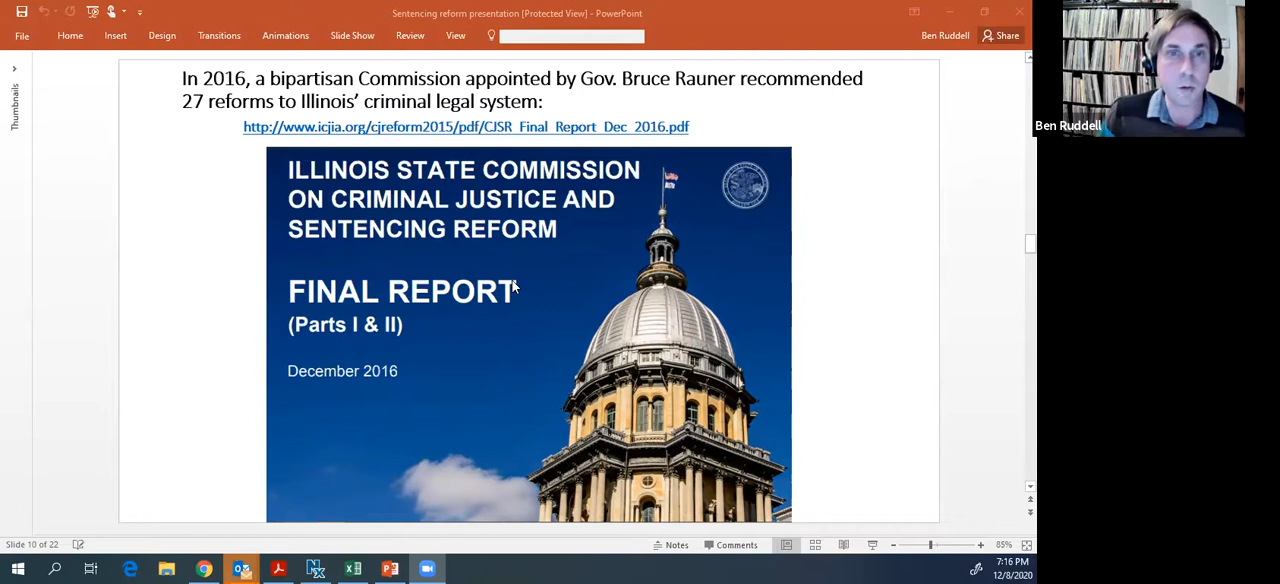 Sentencing reform presentation [Protected View] - PowerPoint
File Home Insert Design Transitions Animations Slide Show Review View Ben Ruddell Share
Thumbnails
In 2016, a bipartisan Commission appointed by Gov. Bruce Rauner recommended
27 reforms to Illinois' criminal legal system:
http://www.icjia.org/cjreform2015/pdf/CJSR_Final_Report_Dec_2016.pdf
ILLINOIS STATE COMMISSION
ON CRIMINAL JUSTICE AND
SENTENCING REFORM
FINAL REPORT
(Parts I & II)
December 2016
Ben Ruddell
Slide 10 of 22 Notes Comments 85%
7:16 PM
12/8/2020